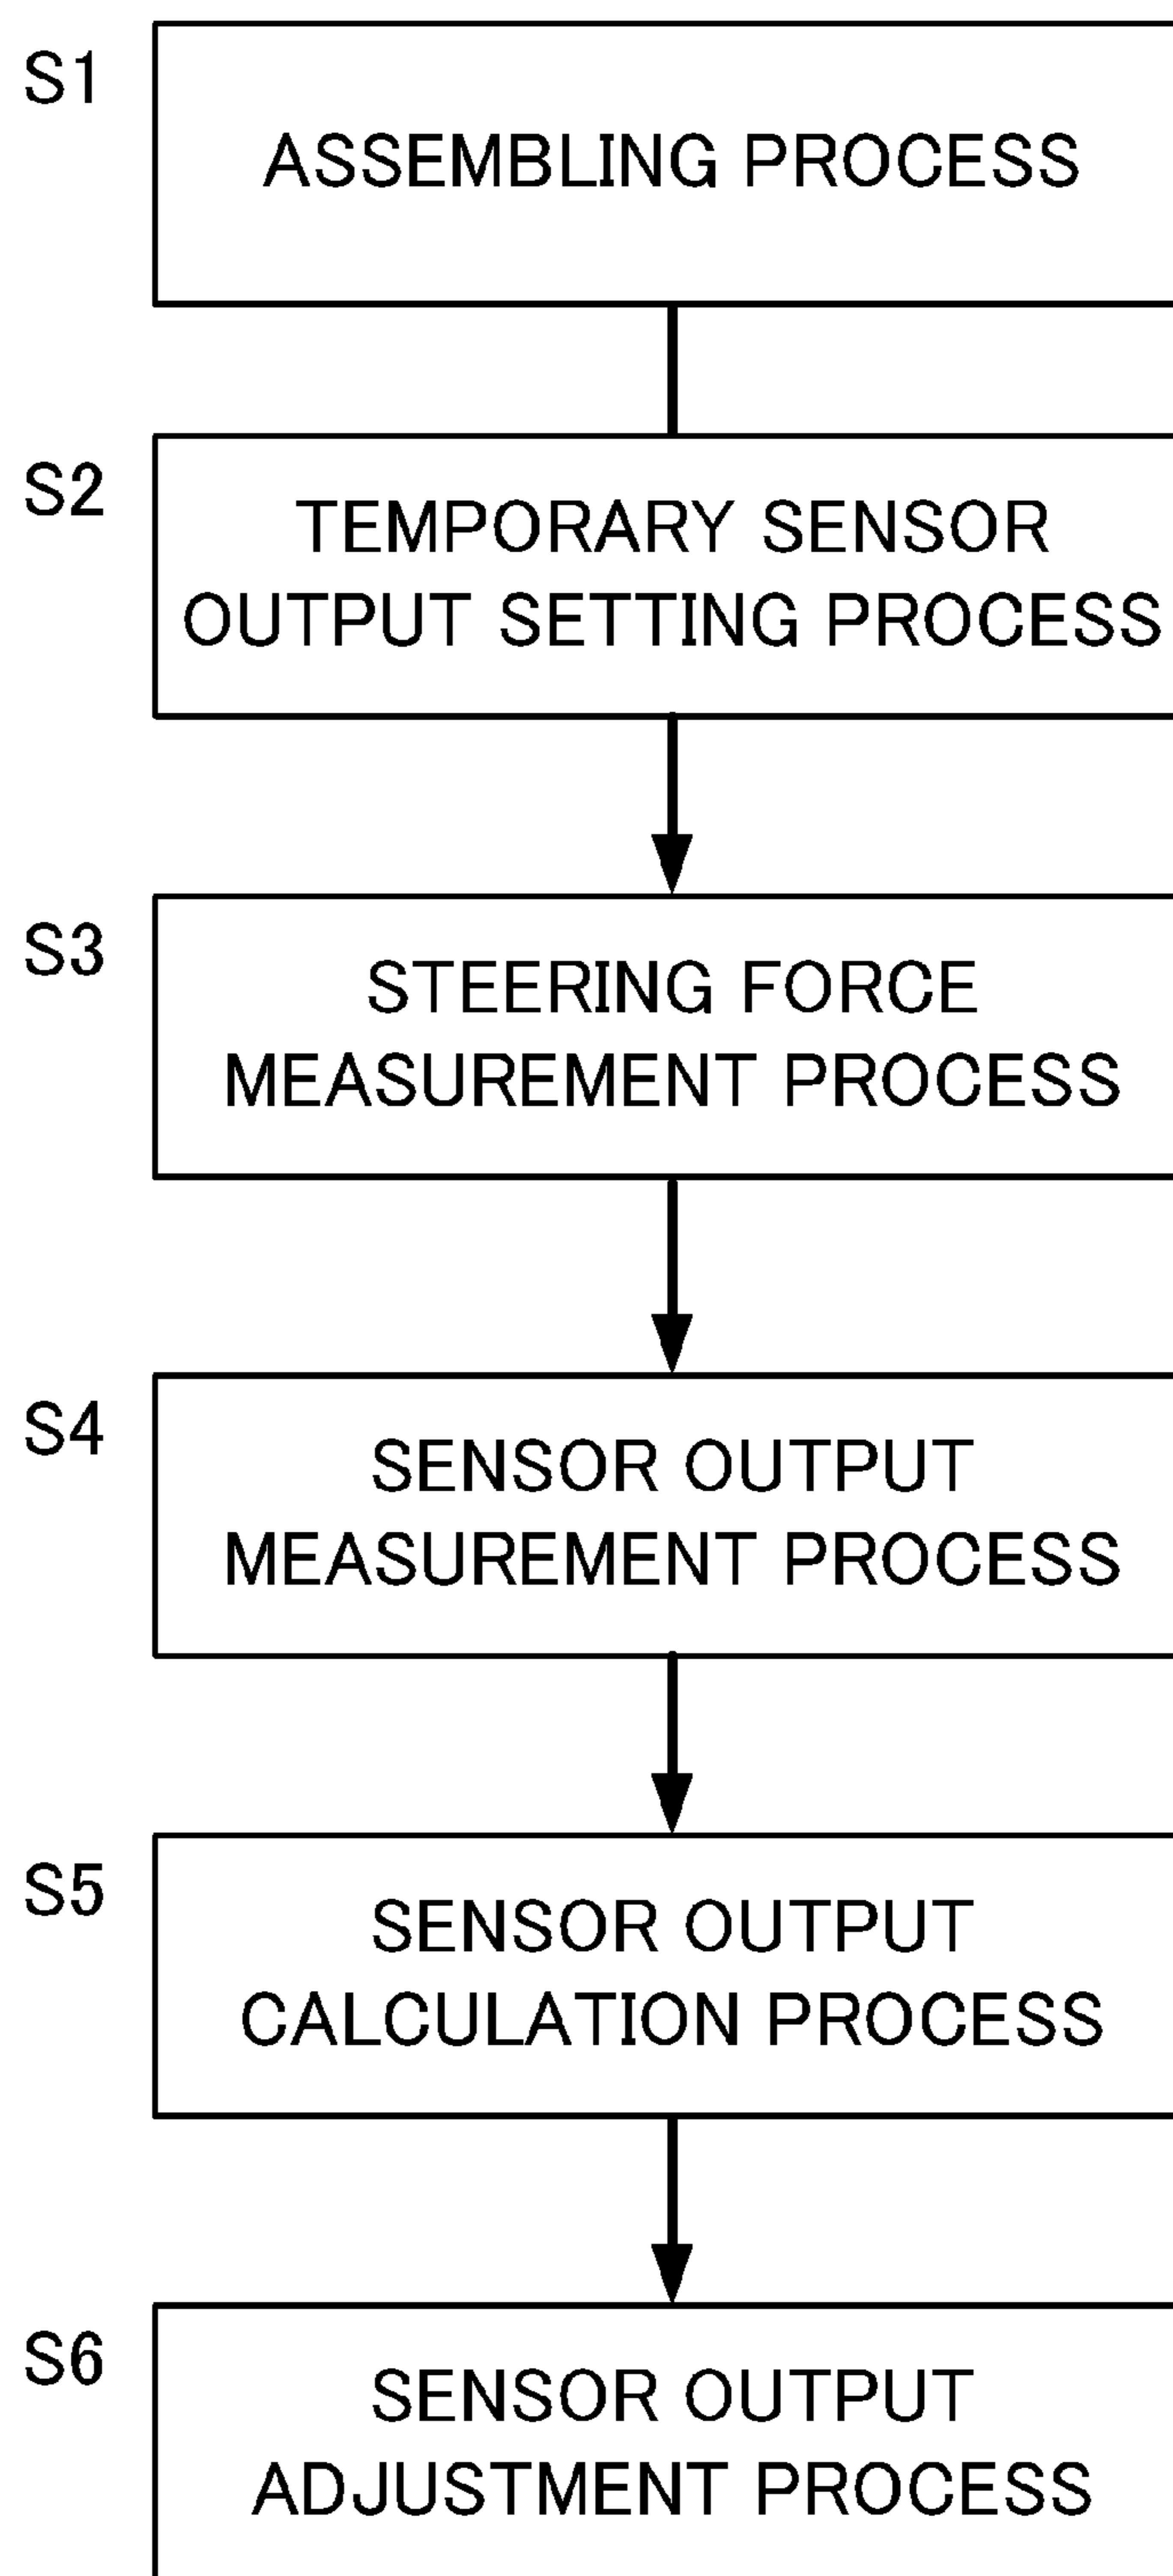 S1
ASSEMBLING PROCESS
S2
TEMPORARY SENSOR
OUTPUT SETTING PROCESS
S3
STEERING FORCE
MEASUREMENT PROCESS
S4
SENSOR OUTPUT
MEASUREMENT PROCESS
S5
SENSOR OUTPUT
CALCULATION PROCESS
S6
SENSOR OUTPUT
ADJUSTMENT PROCESS